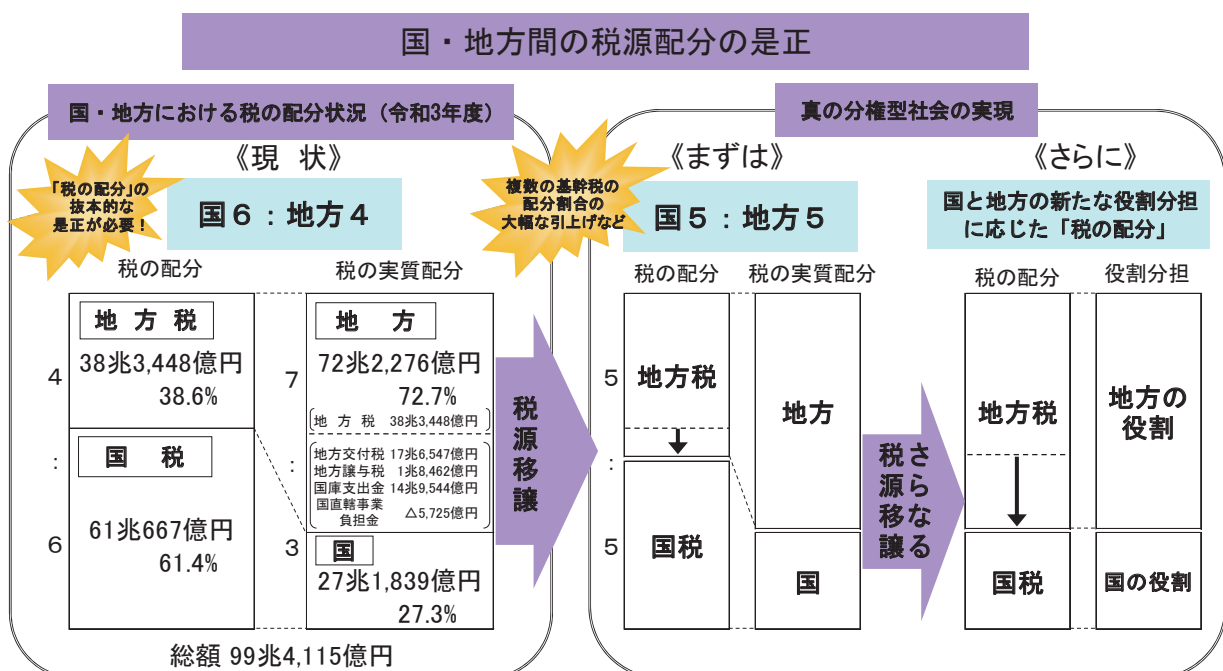 国・地方間の税源配分の是正
国・地方における税の配分状況（令和3年度）
《現 状》
「税の配分」の
抜本的な
是正が必要！
国６：地方４
税の配分
税の実質配分
4
：
6
地 方 税
38兆3,448億円
38.6%
国 税
61兆667億円
61.4%
7
：
3
地 方
72兆2,276億円
72.7%
地 方 税 38兆3,448億円
地方交付税 17兆6,547億円
地方譲与税 1兆8,462億円
国庫支出金 14兆9,544億円
国直轄事業
負担金 △5,725億円
国
27兆1,839億円
27.3%
総額 99兆4,115億円
税源移譲
真の分権型社会の実現
《まずは》
複数の基幹税の
配分割合の
大幅な引上げなど
国５：地方５
税の配分
税の実質配分
5
：
5
地方税
国税
地方
国
さらなる
税源移譲
《さらに》
国と地方の新たな役割分担
に応じた「税の配分」
税の配分
役割分担
地方税
国税
地方の
役割
国の役割